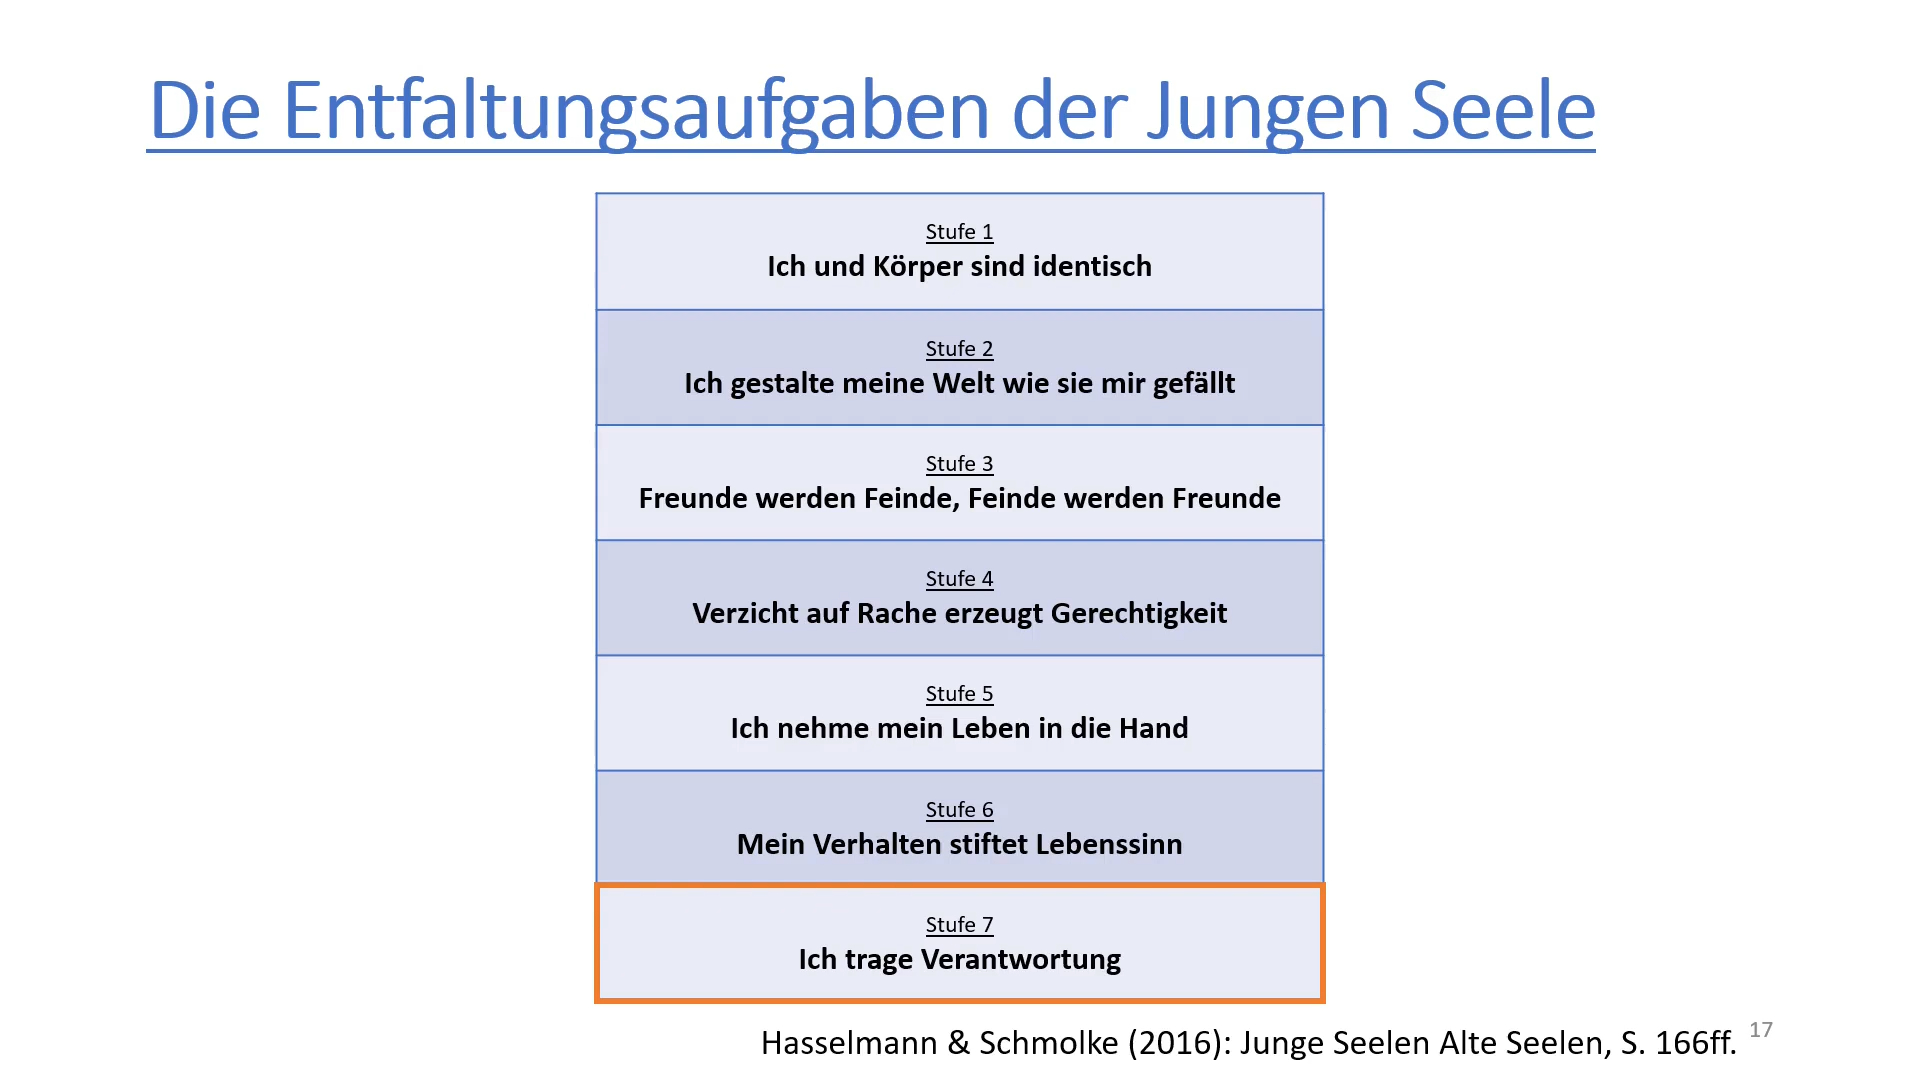 Die Entfaltungsaufgaben der Jungen Seele
Stufe 1
Ich und Körper sind identisch
Stufe 2
Ich gestalte meine Welt wie sie mir gefällt
Stufe 3
Freunde werden Feinde, Feinde werden Freunde
Stufe 4
Verzicht auf Rache erzeugt Gerechtigkeit
Stufe 5
Ich nehme mein Leben in die Hand
Stufe 6
Mein Verhalten stiftet Lebenssinn
Stufe 7
Ich trage Verantwortung
Hasselmann & Schmolke (2016): Junge Seelen Alte Seelen, S. 166ff.
17